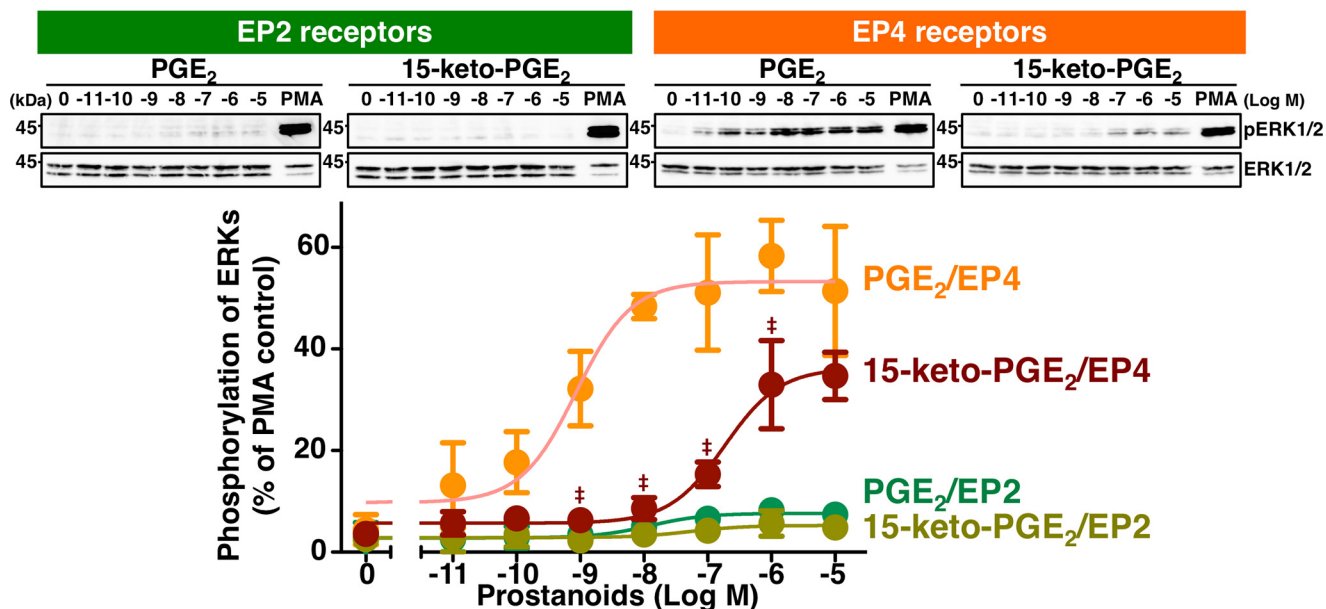 EP2 receptors EP4 receptors
PGE2 15-keto-PGE2 PGE2 15-keto-PGE2
(kDa) 0 -11 -10 -9 -8 -7 -6 -5 PMA 0 -11 -10 -9 -8 -7 -6 -5 PMA 0 -11 -10 -9 -8 -7 -6 -5 PMA 0 -11 -10 -9 -8 -7 -6 -5 PMA (Log M)
45 45 45 45 pERK1/2
45 45 45 45 ERK1/2
Phosphorylation of ERKs
(% of PMA control)
60
40
20
0
‡ ‡ ‡ ‡
PGE2/EP4
15-keto-PGE2/EP4
PGE2/EP2
15-keto-PGE2/EP2
0 -11 -10 -9 -8 -7 -6 -5
Prostanoids (Log M)